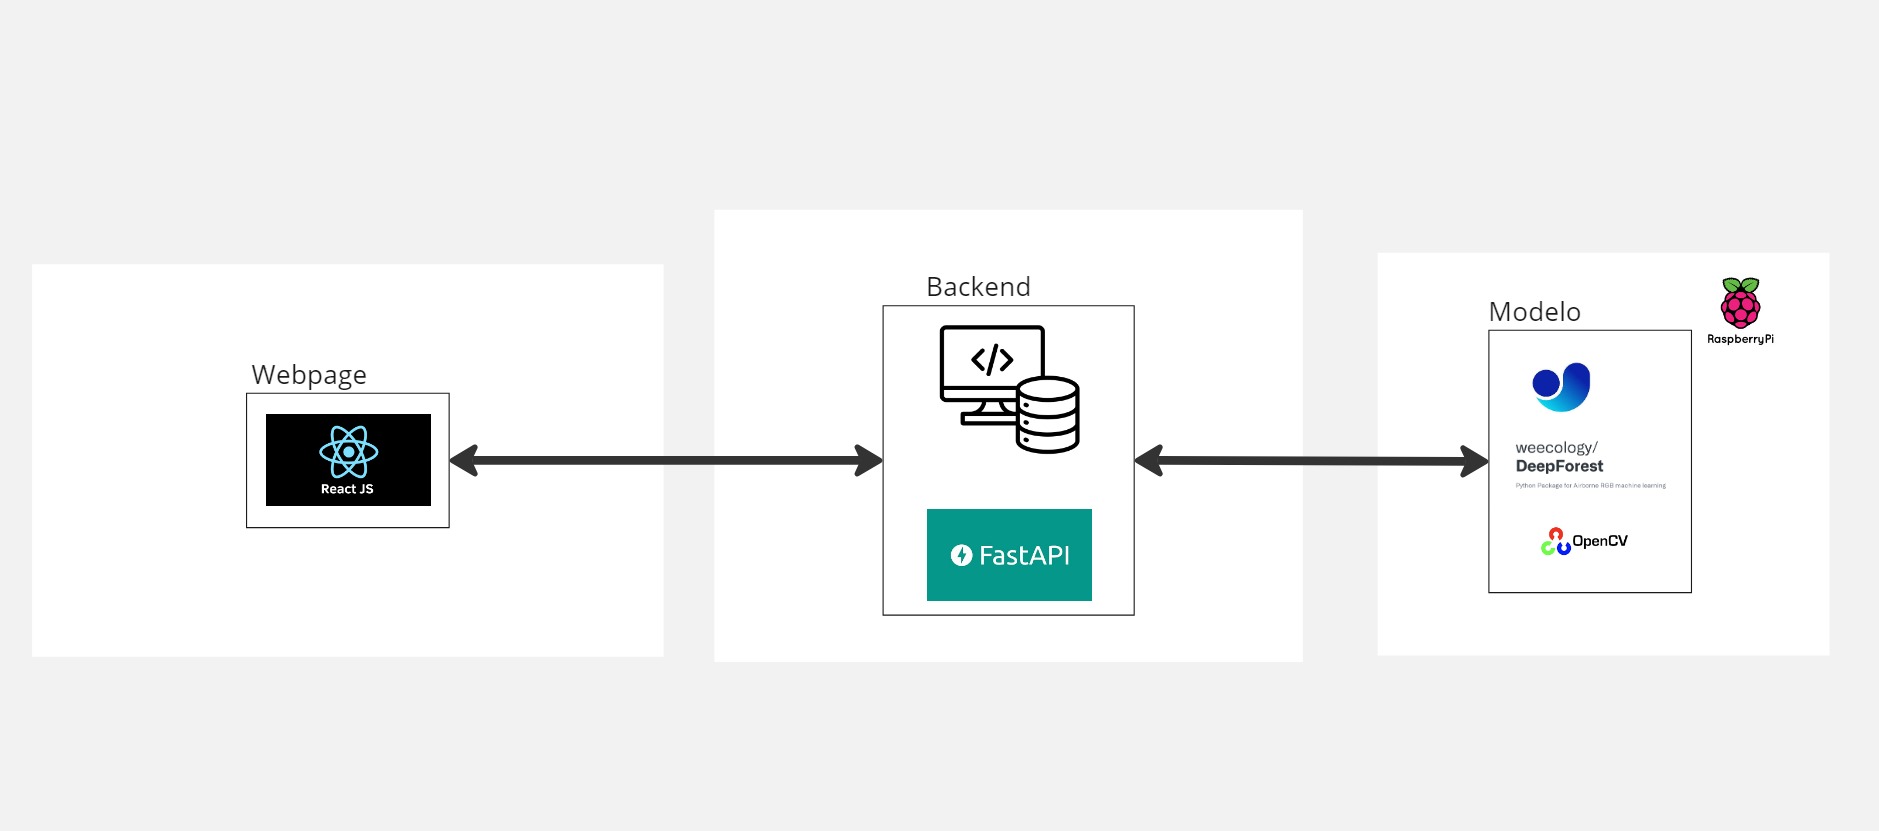 Webpage
React JS
Backend
</>
FastAPI
Modelo
RaspberryPi
weecology/
DeepForest
Python Package for Airborne RGB machine learning
OpenCV